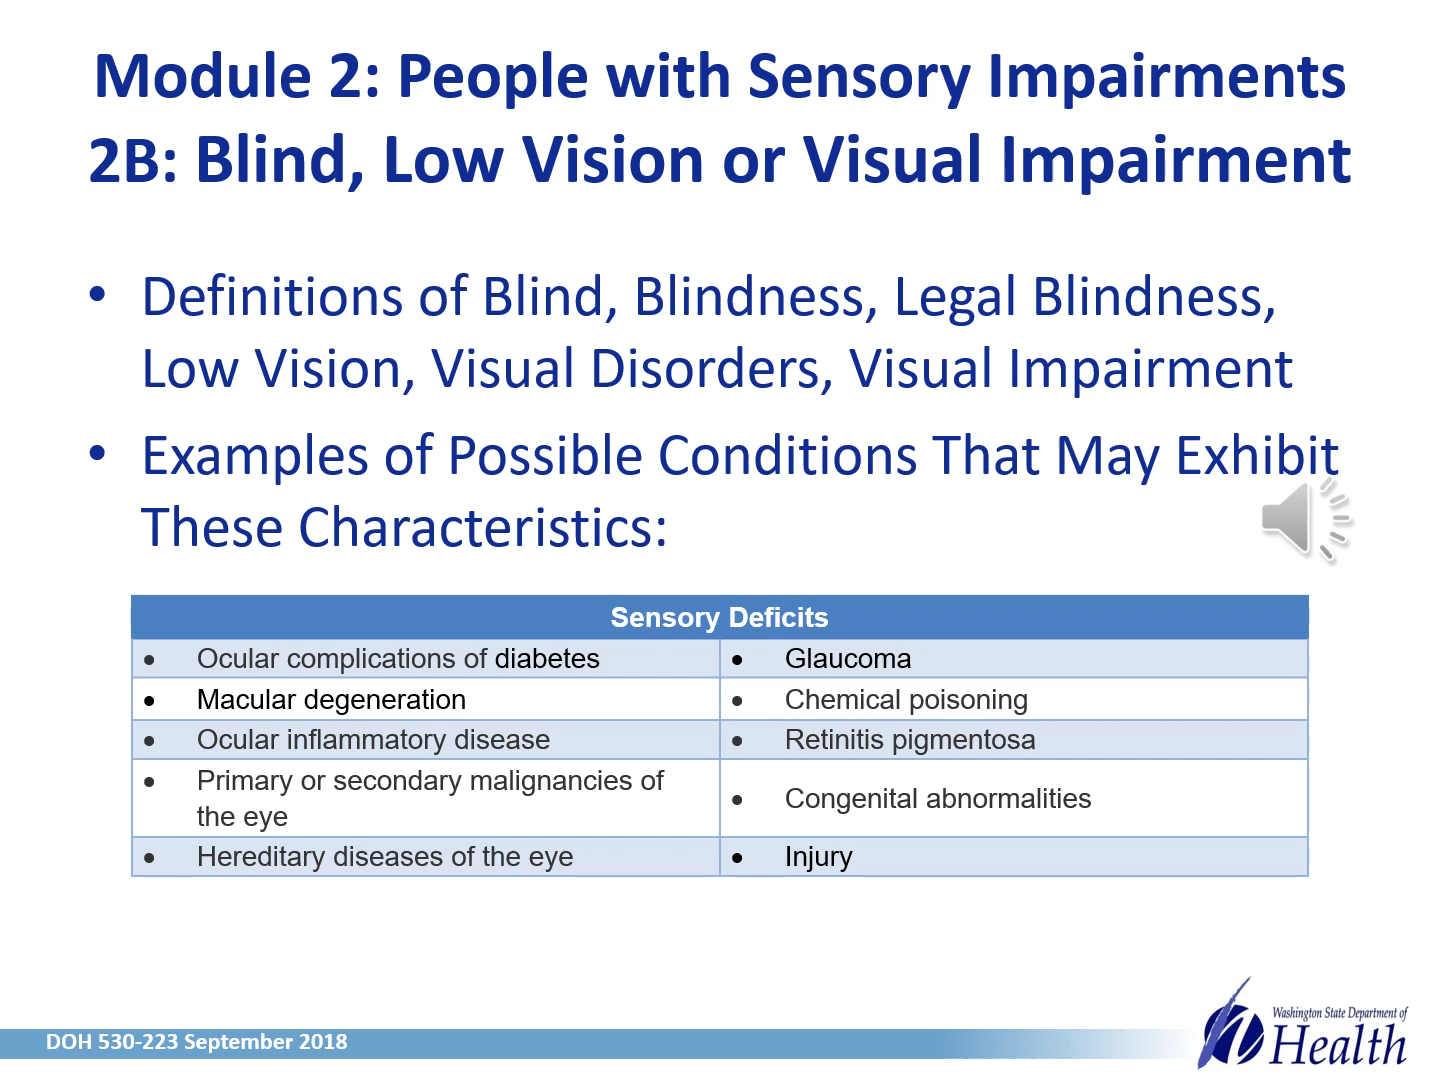 Module 2: People with Sensory Impairments
2B: Blind, Low Vision or Visual Impairment
• Definitions of Blind, Blindness, Legal Blindness,
Low Vision, Visual Disorders, Visual Impairment
• Examples of Possible Conditions That May Exhibit
These Characteristics:
Sensory Deficits
• Ocular complications of diabetes
• Glaucoma
• Macular degeneration
• Chemical poisoning
• Ocular inflammatory disease
• Retinitis pigmentosa
• Primary or secondary malignancies of
the eye
• Congenital abnormalities
• Hereditary diseases of the eye
• Injury
DOH 530-223 September 2018
Washington State Department of
Health